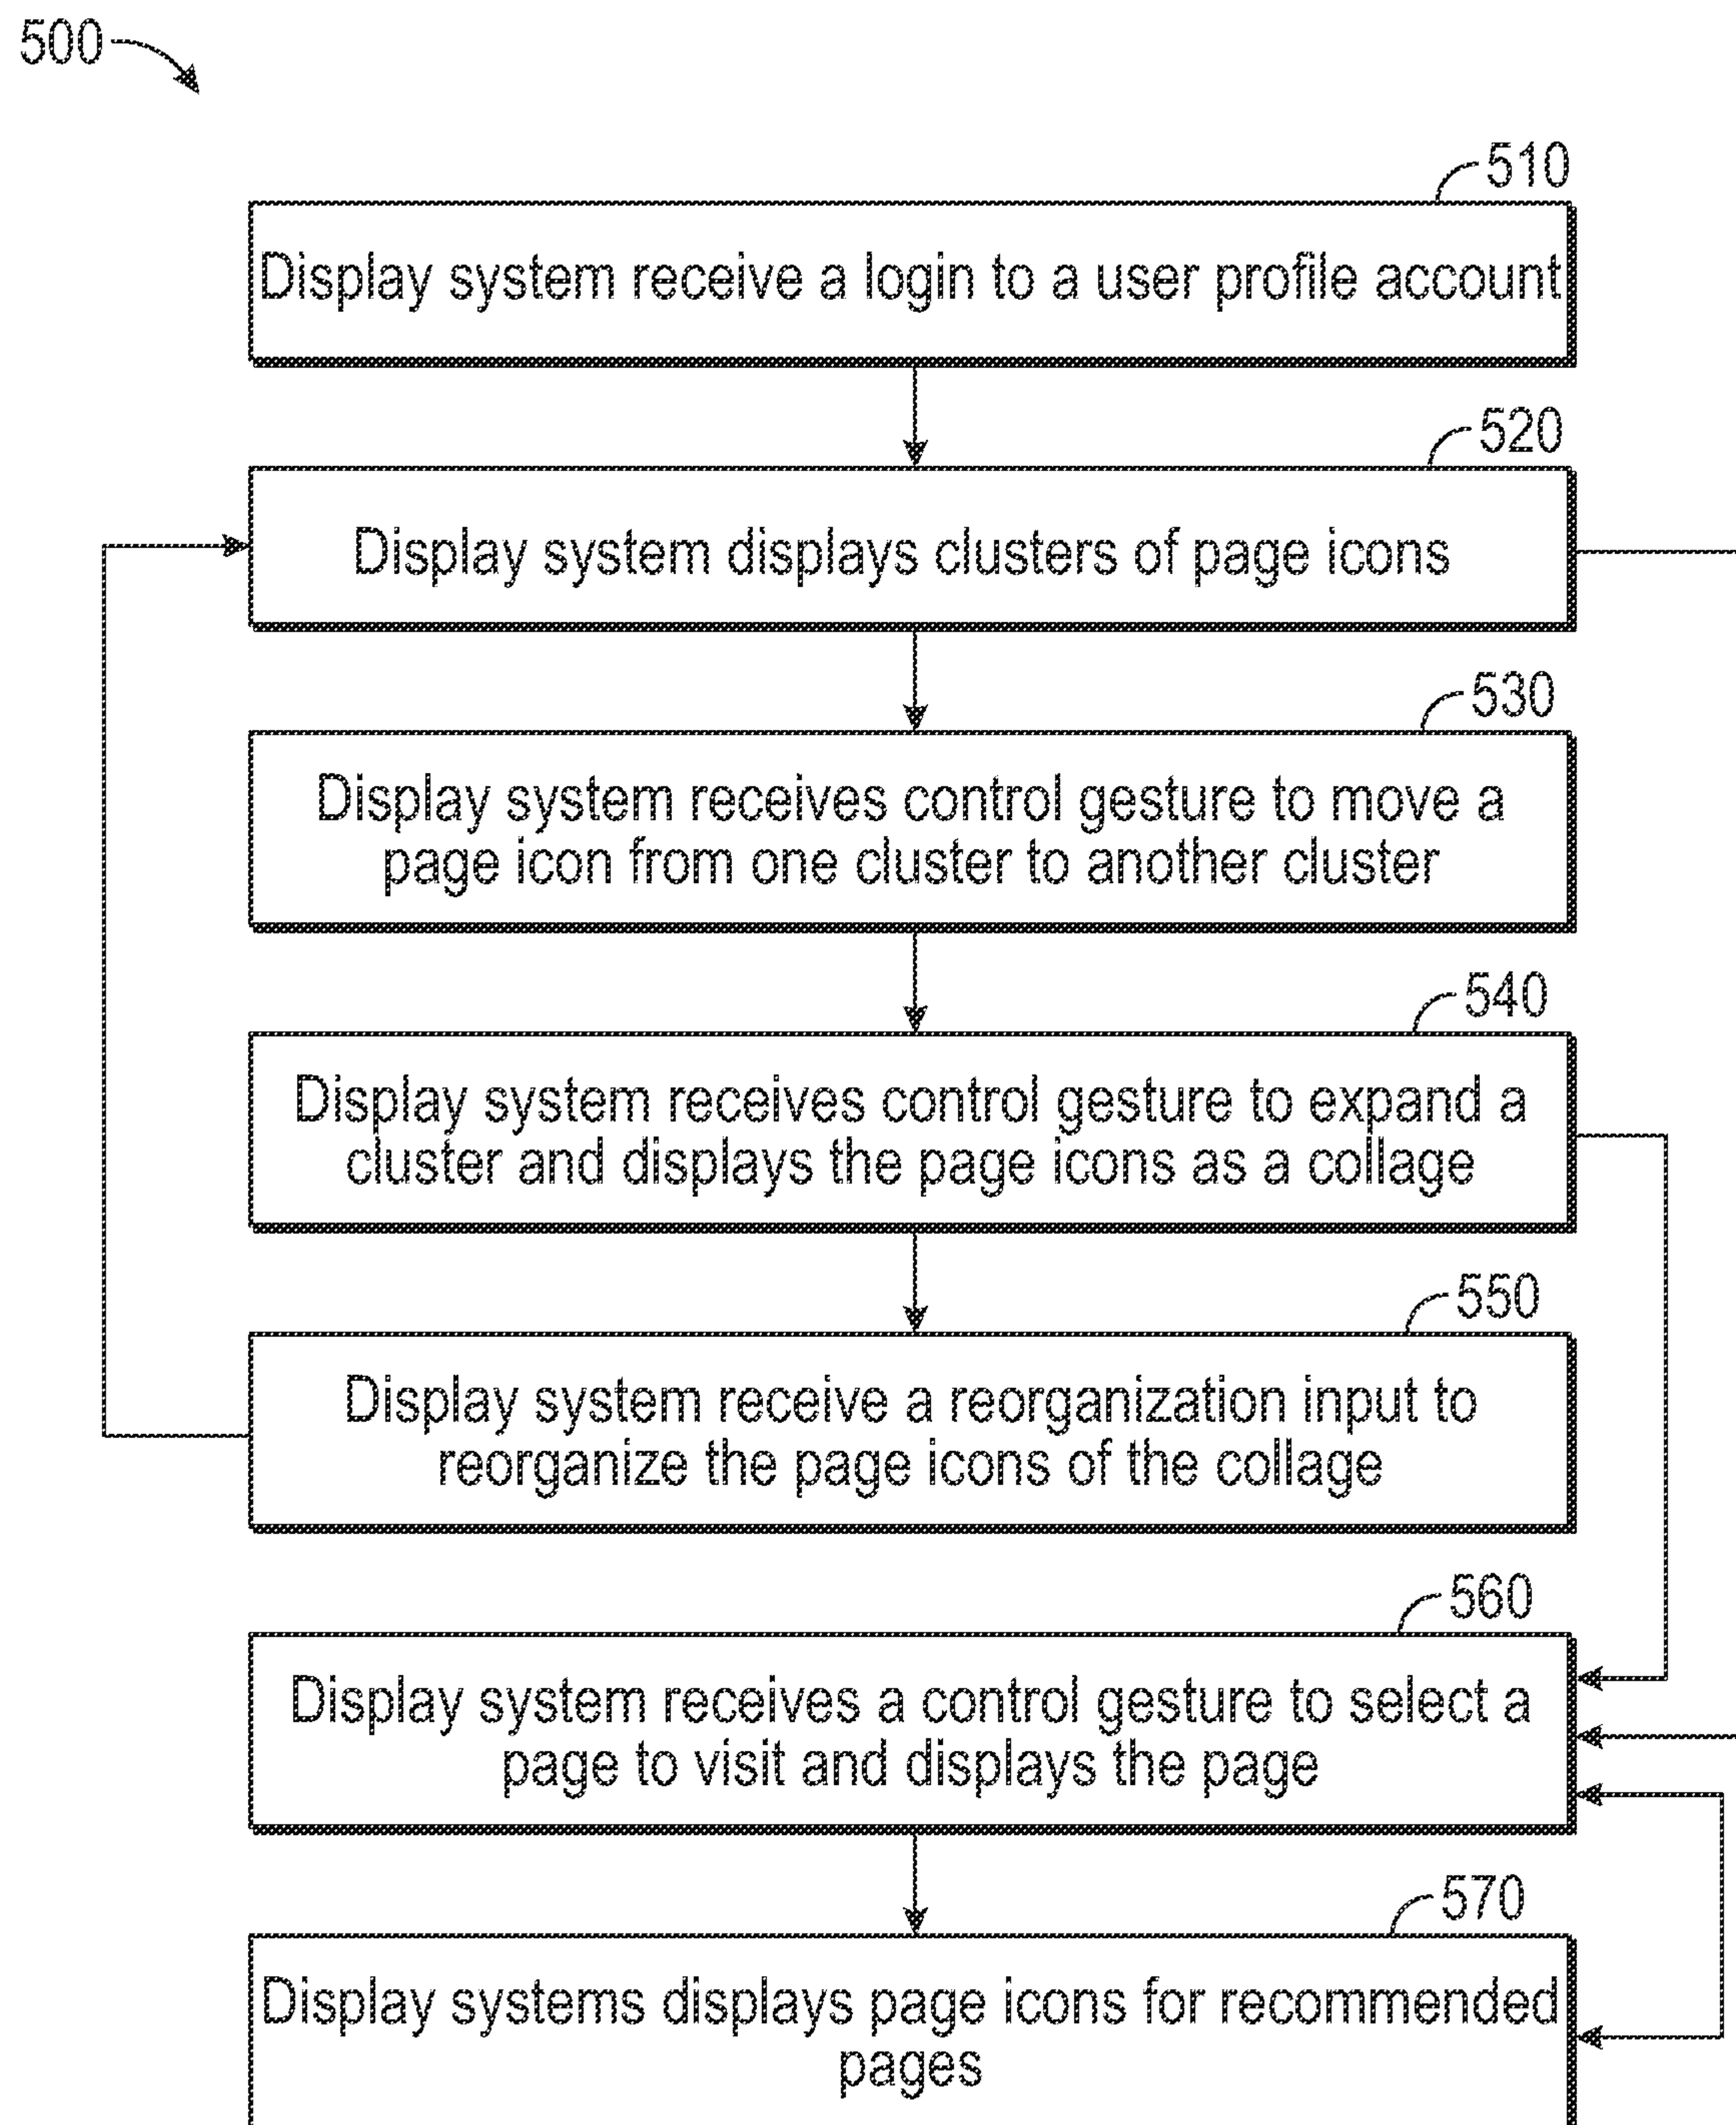 500
510
Display system receive a login to a user profile account
520
Display system displays clusters of page icons
530
Display system receives control gesture to move a
page icon from one cluster to another cluster
540
Display system receives control gesture to expand a
cluster and displays the page icons as a collage
550
Display system receive a reorganization input to
reorganize the page icons of the collage
560
Display system receives a control gesture to select a
page to visit and displays the page
570
Display systems displays page icons for recommended
pages